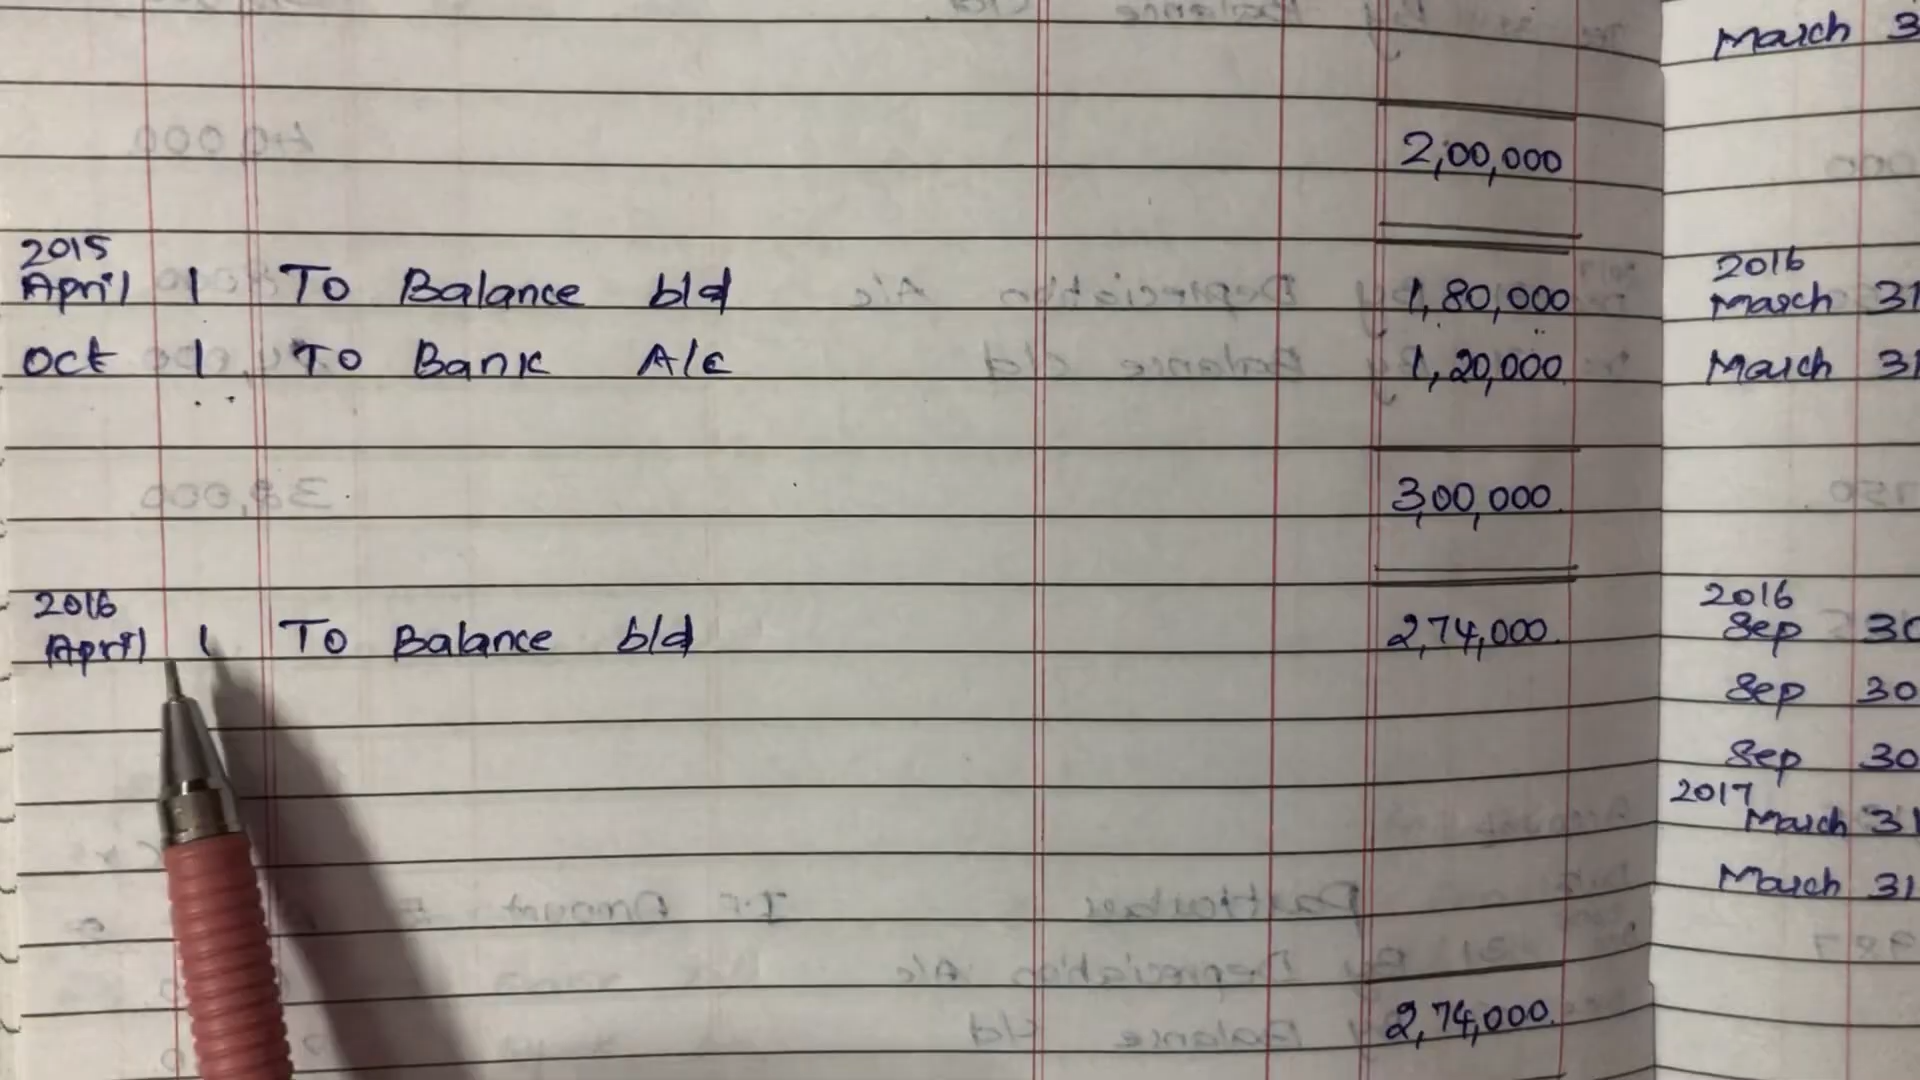 March 3
2,00,000
2015
April 1 To Balance b/d 1,80,000
Oct 1 To Bank A/c 1,20,000
3,00,000
2016
April 1 To Balance b/d 2,74,000
2,74,000
2016
March 31
March 31
2016
Sep 30
Sep 30
Sep 30
2017
March 31
March 31